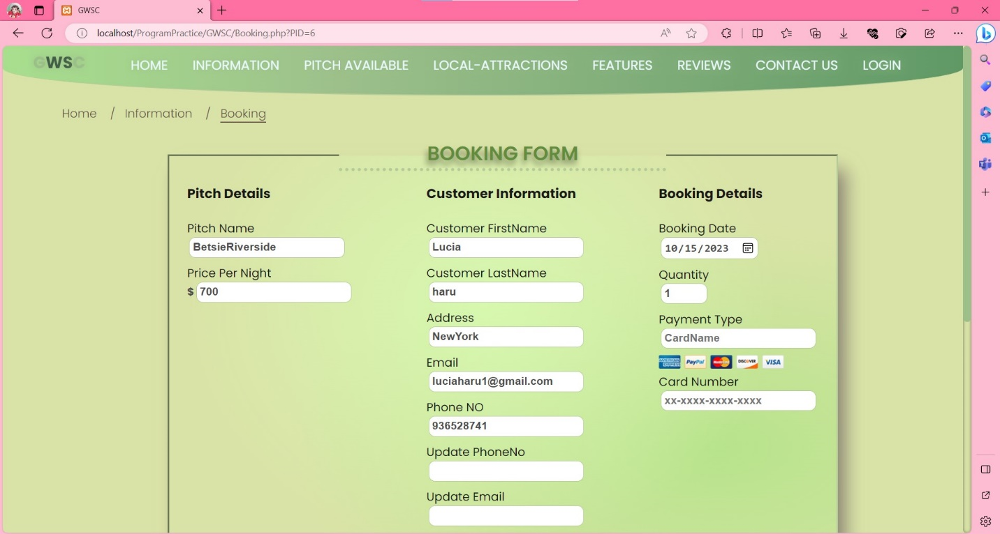 GWSC
localhost/ProgramPractice/GWSC/Booking.php?PID=6
GWSC
HOME INFORMATION PITCH AVAILABLE LOCAL-ATTRACTIONS FEATURES REVIEWS CONTACT US LOGIN
Home / Information / Booking
BOOKING FORM
Pitch Details
Pitch Name
BetsieRiverside
Price Per Night
$ 700
Customer Information
Customer FirstName
Lucia
Customer LastName
haru
Address
NewYork
Email
luciaharu1@gmail.com
Phone NO
936528741
Update PhoneNo
Update Email
Booking Details
Booking Date
10/15/2023
Quantity
1
Payment Type
CardName
PayPal DISCOVER VISA
Card Number
xx-xxxx-xxxx-xxxx